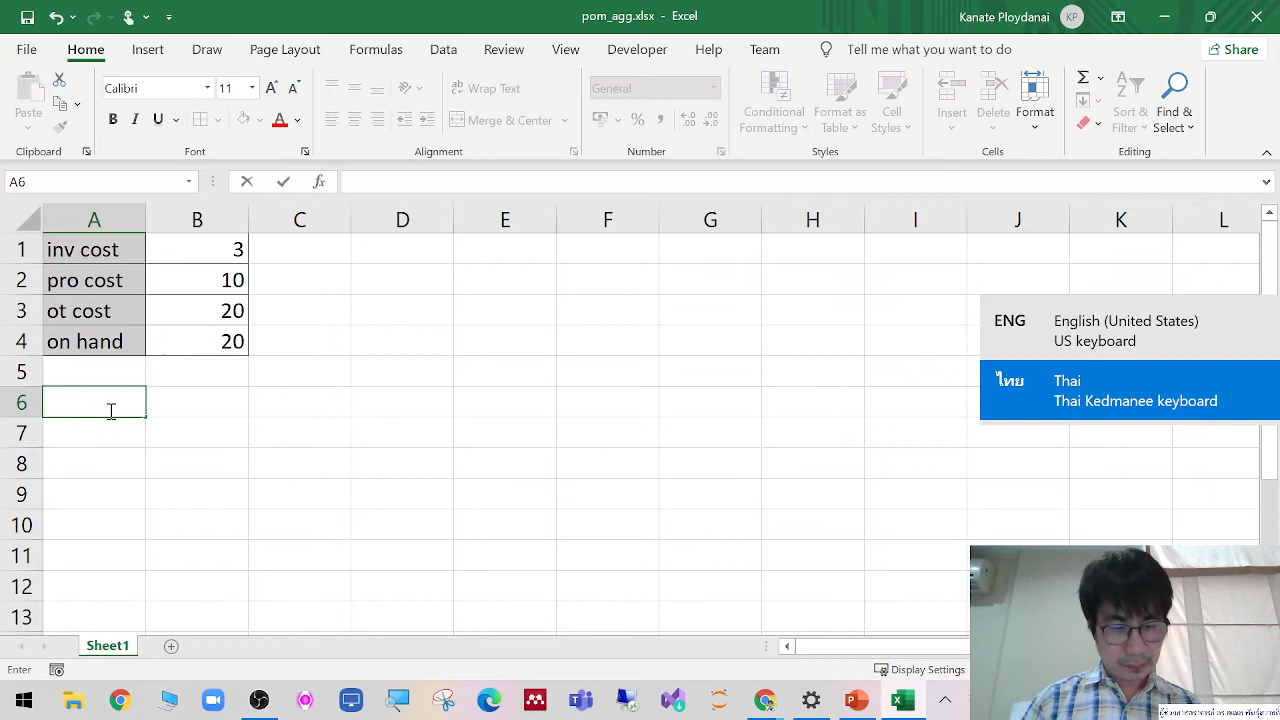 pom_agg.xlsx - Excel
Kanate Ploydanai
KP
File
Home
Insert
Draw
Page Layout
Formulas
Data
Review
View
Developer
Help
Team
Tell me what you want to do
Share
Paste
Clipboard
Calibri
11
A
A
B
I
U
A
Font
ab
Wrap Text
Merge & Center
Alignment
General
%
Number
Conditional
Formatting
Format as
Table
Cell
Styles
Styles
Insert
Delete
Format
Cells
Sort &
Filter
Find &
Select
Editing
A6
fx
A B C D E F G H I J K L
1 inv cost 3
2 pro cost 10
3 ot cost 20
4 on hand 20
5
6
7
8
9
10
11
12
13
ENG
English (United States)
US keyboard
ไทย
Thai
Thai Kedmanee keyboard
Sheet1
Enter
Display Settings